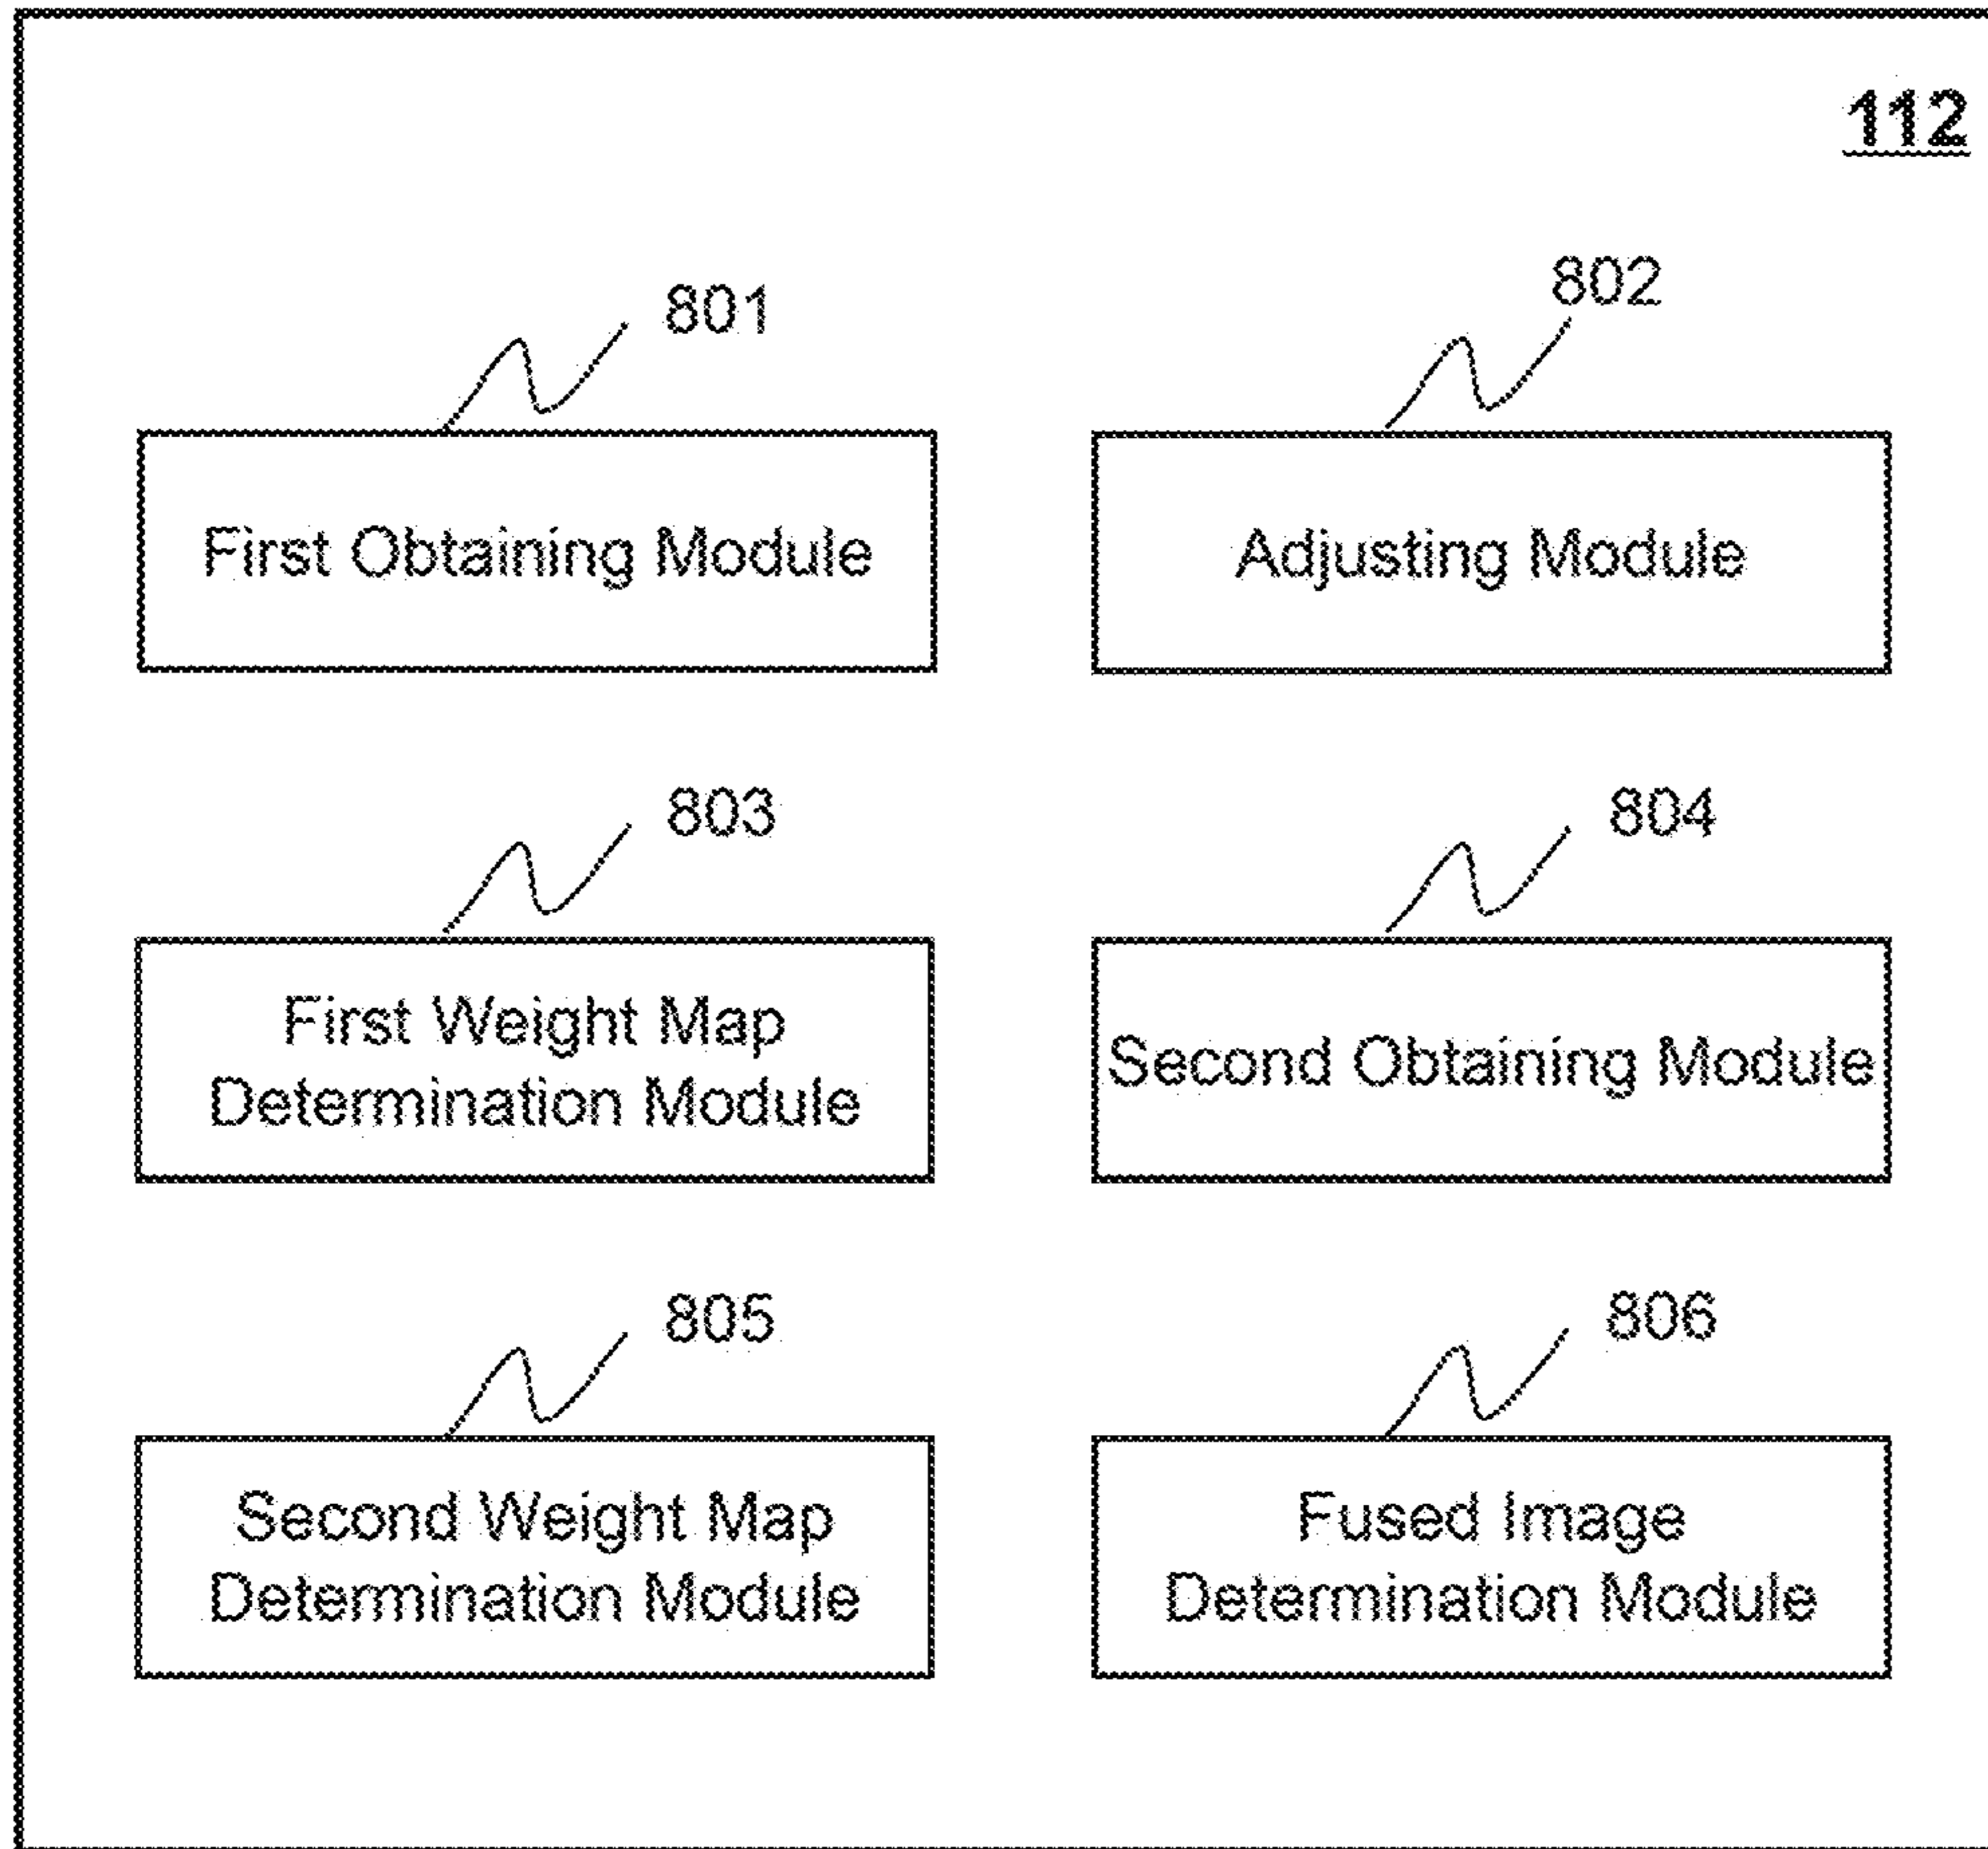 112
801
802
First Obtaining Module
Adjusting Module
803
804
First Weight Map
Determination Module
Second Obtaining Module
805
806
Second Weight Map
Determination Module
Fused Image
Determination Module